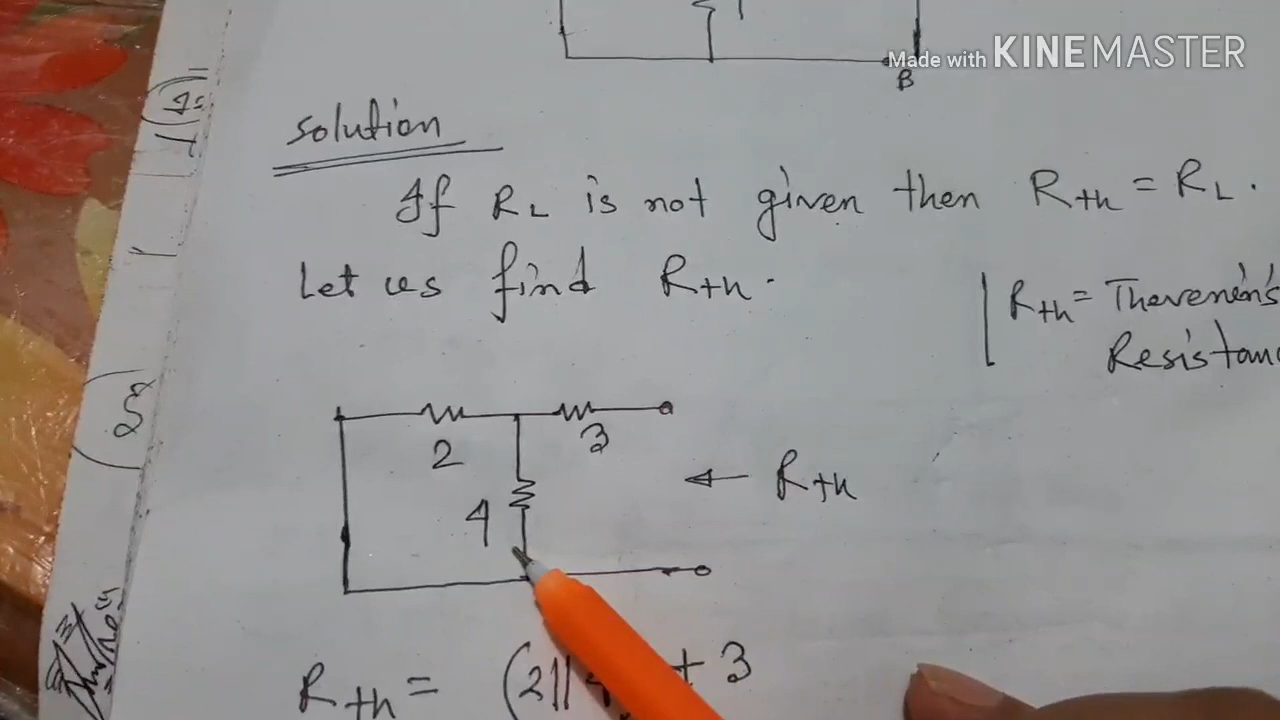 Made with KINEMASTER
B
Solution
If RL is not given then Rth = RL.
Let us find Rth.
Rth = Thevenin's
2
3
4
Rth
Rth = (2|| + 3